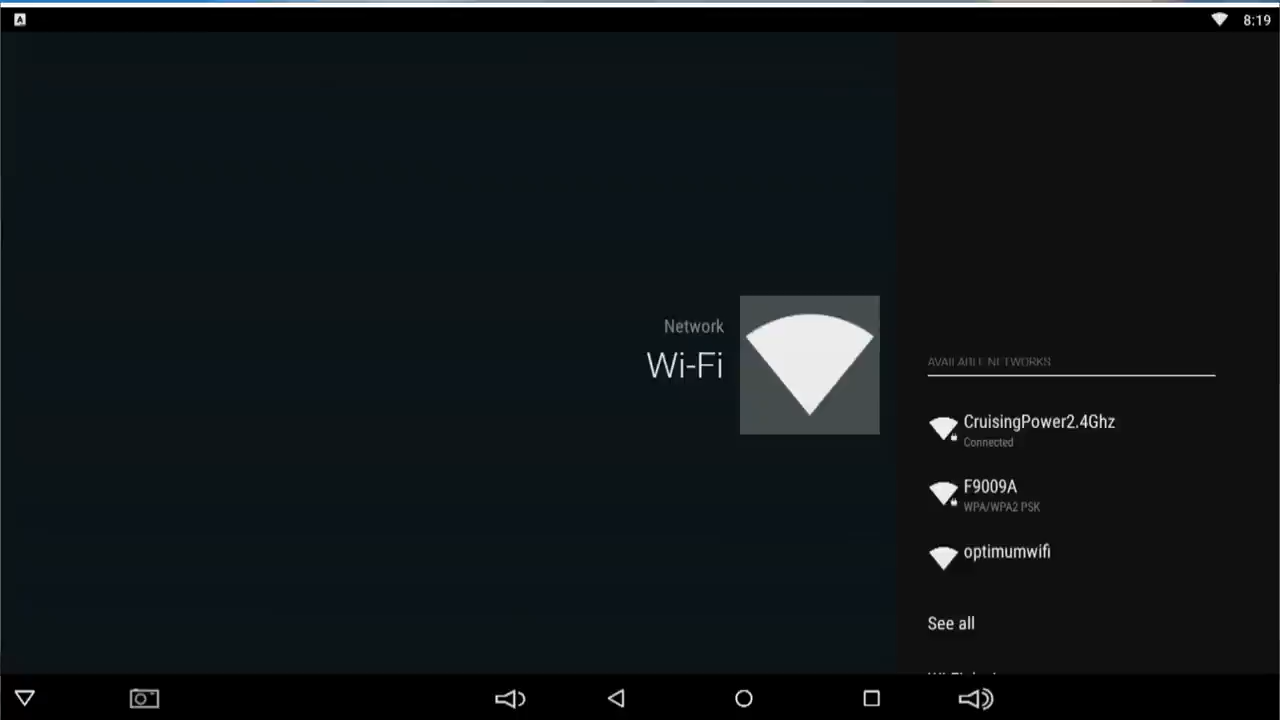 A
8:19
Network
Wi-Fi
AVAILABLE NETWORKS
CruisingPower2.4Ghz
Connected
F9009A
WPA/WPA2 PSK
optimumwifi
See all